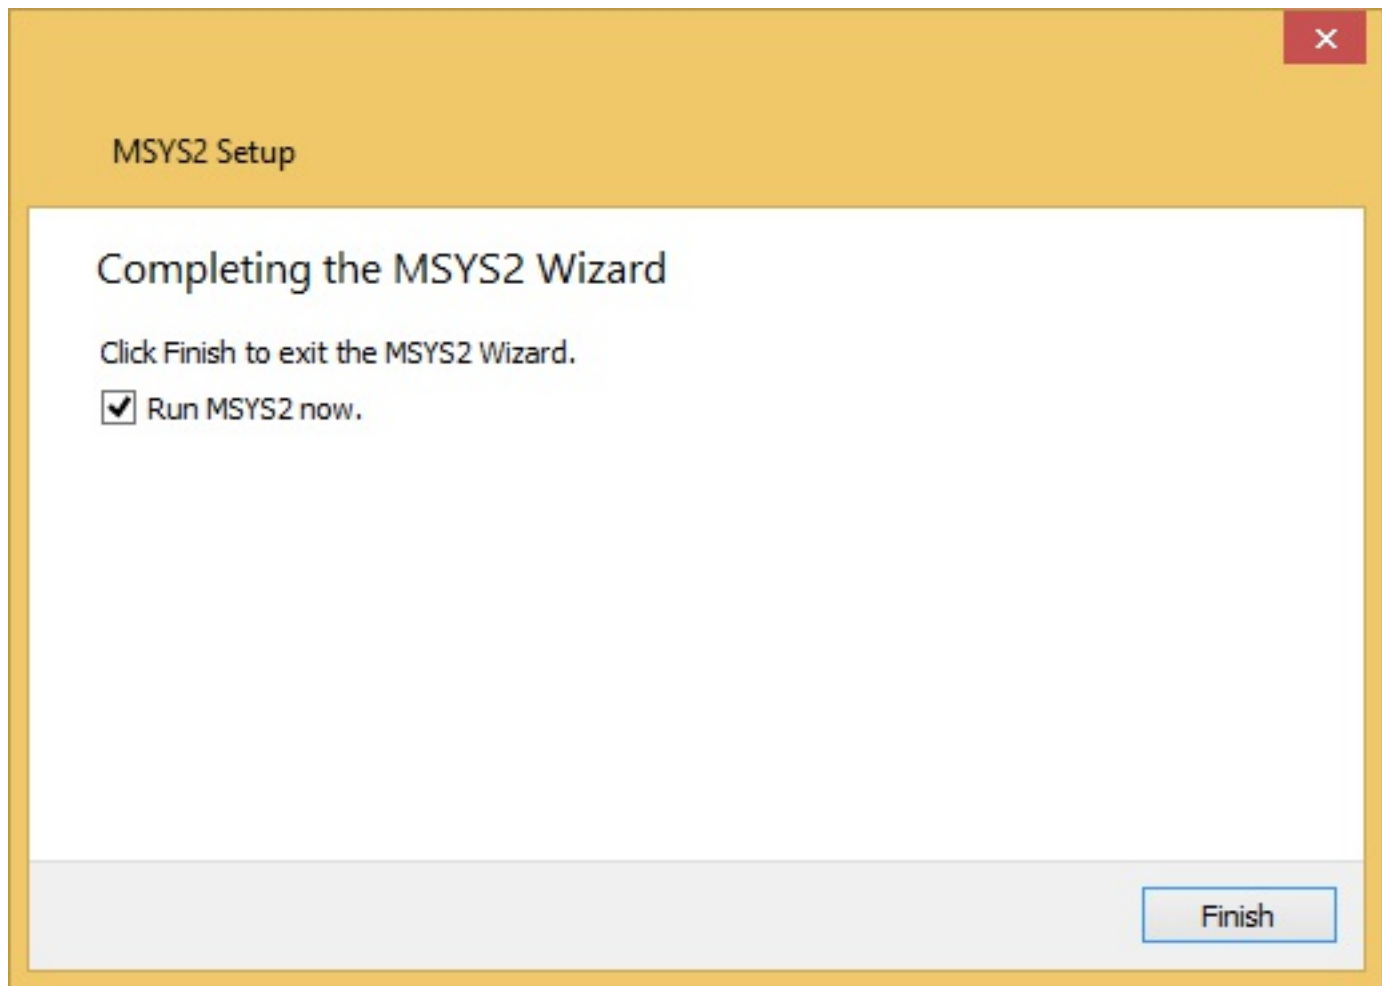 MSYS2 Setup
Completing the MSYS2 Wizard
Click Finish to exit the MSYS2 Wizard.
Run MSYS2 now.
Finish